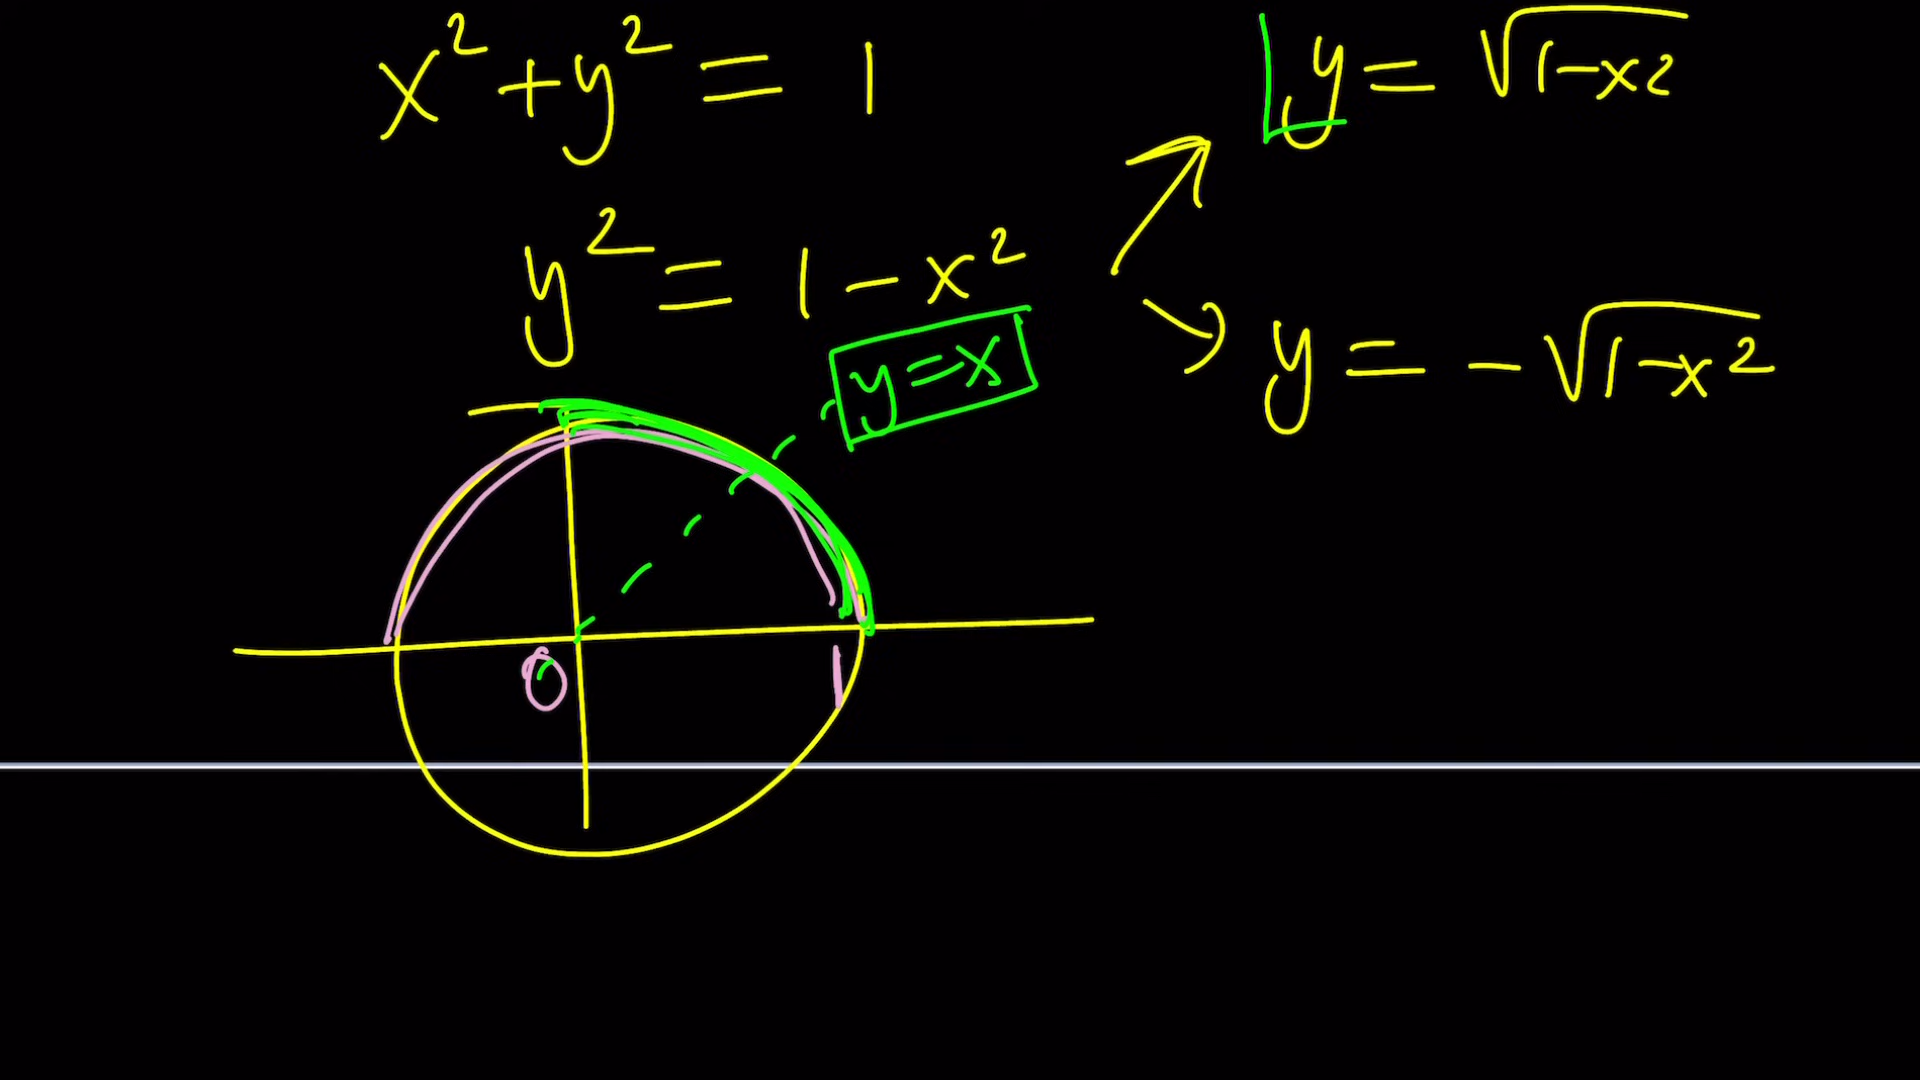 x² + y² = 1
y = √1-x2
y² = 1 - x²
y = x
y = - √1-x²
0
1